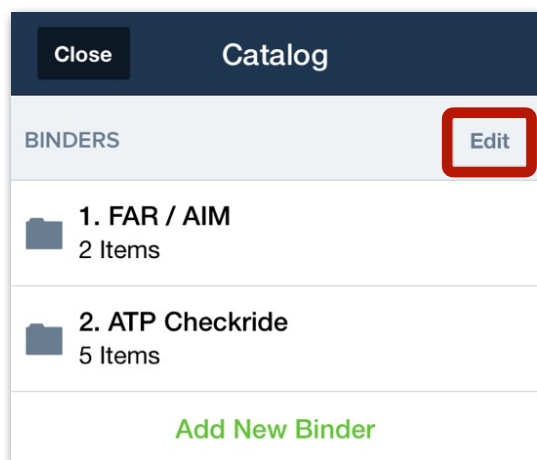 Close Catalog
BINDERS Edit
1. FAR / AIM
2 Items
2. ATP Checkride
5 Items
Add New Binder